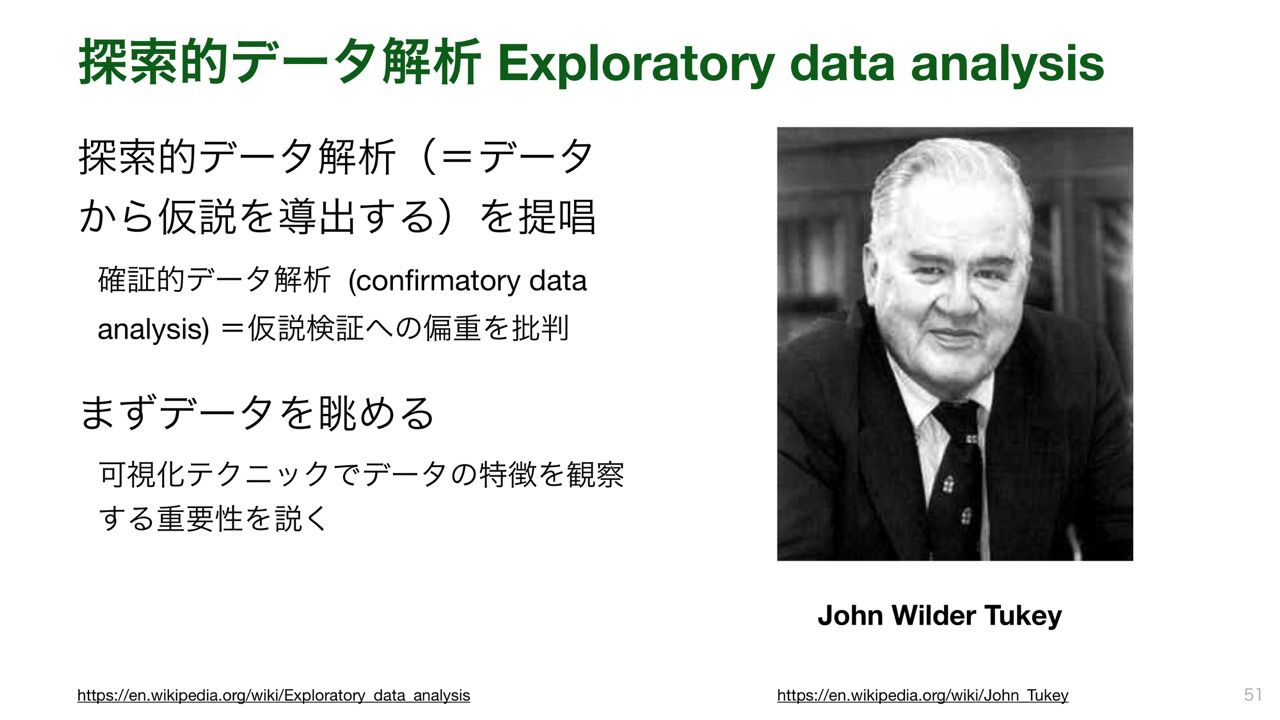 探索的データ解析 Exploratory data analysis
探索的データ解析（＝データ
から仮説を導出する）を提唱
確証的データ解析 (confirmatory data
analysis) ＝仮説検証への偏重を批判
まずデータを眺める
可視化テクニックでデータの特徴を観察
する重要性を説く
John Wilder Tukey
https://en.wikipedia.org/wiki/Exploratory_data_analysis
https://en.wikipedia.org/wiki/John_Tukey
51